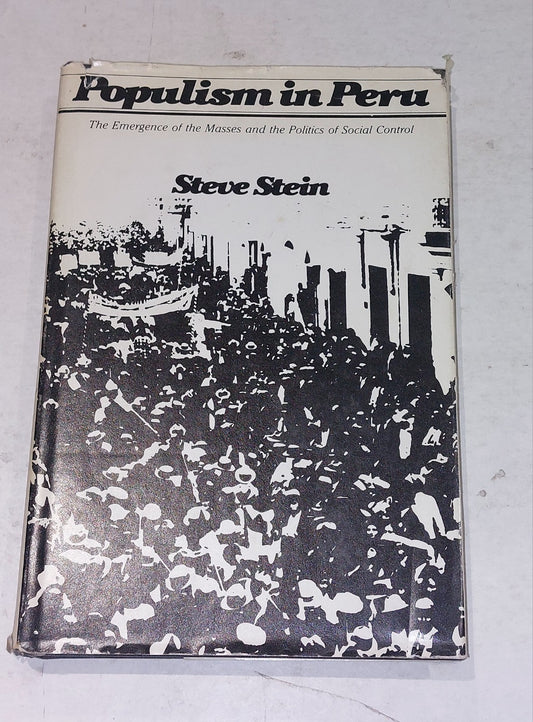 Populism in Peru
The Emergence of the Masses and the Politics of Social Control
Steve Stein